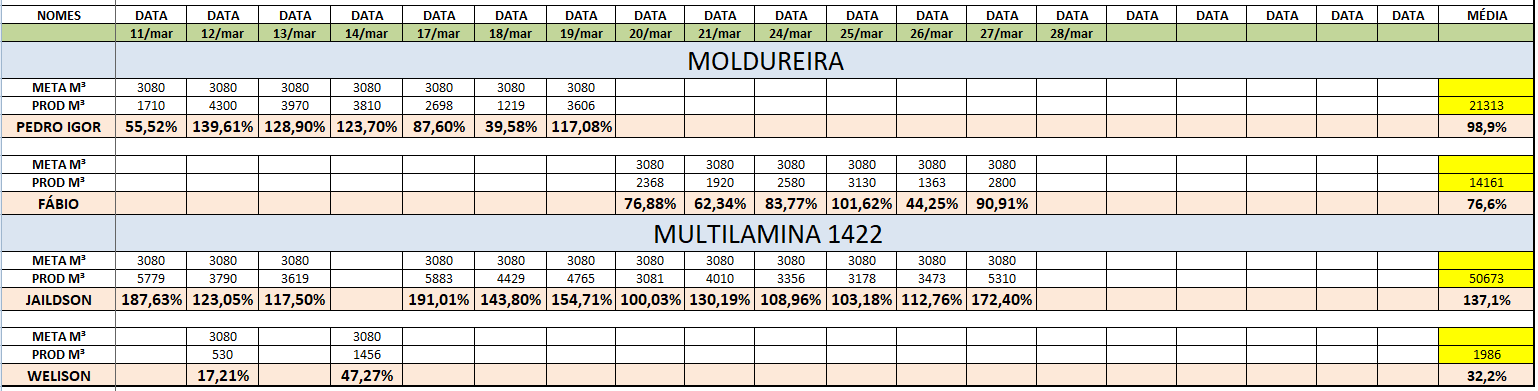 NOMES DATA DATA DATA DATA DATA DATA DATA DATA DATA DATA DATA DATA DATA DATA DATA DATA DATA DATA DATA MÉDIA
11/mar 12/mar 13/mar 14/mar 17/mar 18/mar 19/mar 20/mar 21/mar 24/mar 25/mar 26/mar 27/mar 28/mar
MOLDUREIRA
META M³ 3080 3080 3080 3080 3080 3080 3080
PROD M³ 1710 4300 3970 3810 2698 1219 3606 21313
PEDRO IGOR 55,52% 139,61% 128,90% 123,70% 87,60% 39,58% 117,08% 98,9%
META M³ 3080 3080 3080 3080 3080 3080
PROD M³ 2368 1920 2580 3130 1363 2800 14161
FÁBIO 76,88% 62,34% 83,77% 101,62% 44,25% 90,91% 76,6%
MULTILAMINA 1422
META M³ 3080 3080 3080 3080 3080 3080 3080 3080 3080 3080 3080 3080
PROD M³ 5779 3790 3619 5883 4429 4765 3081 4010 3356 3178 3473 5310 50673
JAILDSON 187,63% 123,05% 117,50% 191,01% 143,80% 154,71% 100,03% 130,19% 108,96% 103,18% 112,76% 172,40% 137,1%
META M³ 3080 3080
PROD M³ 530 1456 1986
WELISON 17,21% 47,27% 32,2%